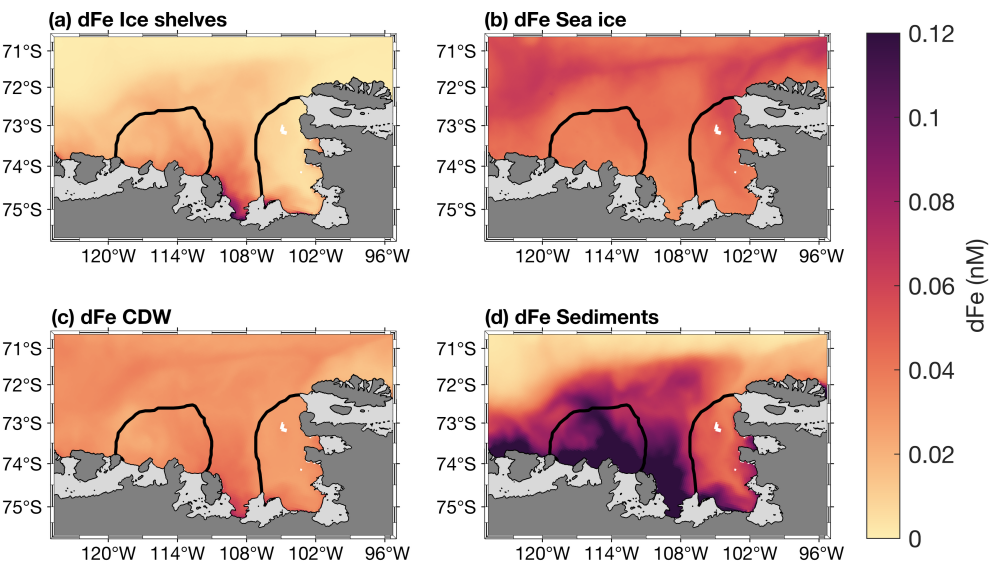 (a) dFe Ice shelves
71°S
72°S
73°S
74°S
75°S
120°W 114°W 108°W 102°W 96°W
(b) dFe Sea ice
71°S
72°S
73°S
74°S
75°S
120°W 114°W 108°W 102°W 96°W
(c) dFe CDW
71°S
72°S
73°S
74°S
75°S
120°W 114°W 108°W 102°W 96°W
(d) dFe Sediments
71°S
72°S
73°S
74°S
75°S
120°W 114°W 108°W 102°W 96°W
0.12
0.1
0.08
0.06
0.04
0.02
0
dFe (nM)